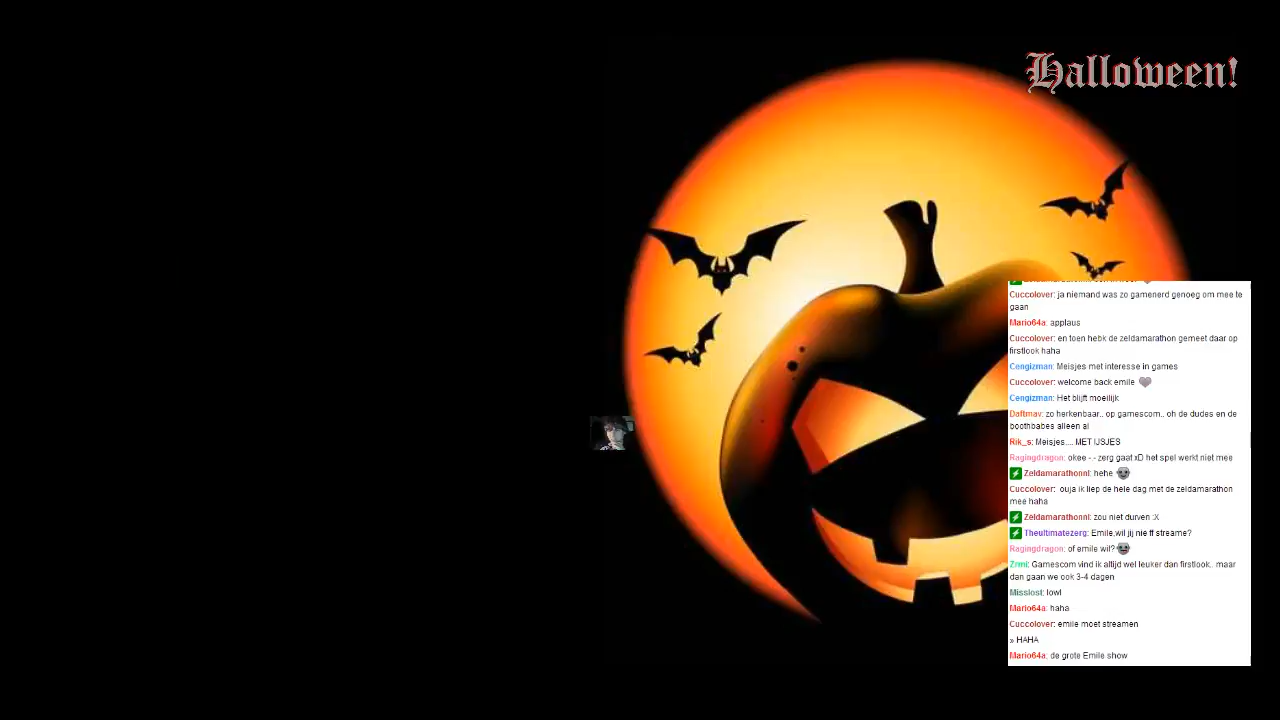 Halloween!
Cuccolover: ja niemand was zo gamenerd genoeg om mee te
gaan
Mario64a: applaus
Cuccolover: en toen hebk de zeldamarathon gemeet daar op
firstlook haha
Cengizman: Meisjes met interesse in games
Cuccolover: welcome back emile
Cengizman: Het blijft moeilijk
Daftmav: zo herkenbaar.. op gamescom.. oh de dudes en de
boothbabes alleen al
Rik_s: Meisjes.... MET IJSJES
Ragingdragon: okee - - zerg gaat xD het spel werkt niet mee
Zeldamarathonnl: hehe
Cuccolover: ouja ik liep de hele dag met de zeldamarathon
mee haha
Zeldamarathonnl: zou niet durven :X
Theultimatezerg: Emile,wil jij nie ff streame?
Ragingdragon: of emile wil?
Zrmi: Gamescom vind ik altijd wel leuker dan firstlook.. maar
dan gaan we ook 3-4 dagen
Misslost: lowl
Mario64a: haha
Cuccolover: emile moet streamen
» HAHA
Mario64a: de grote Emile show